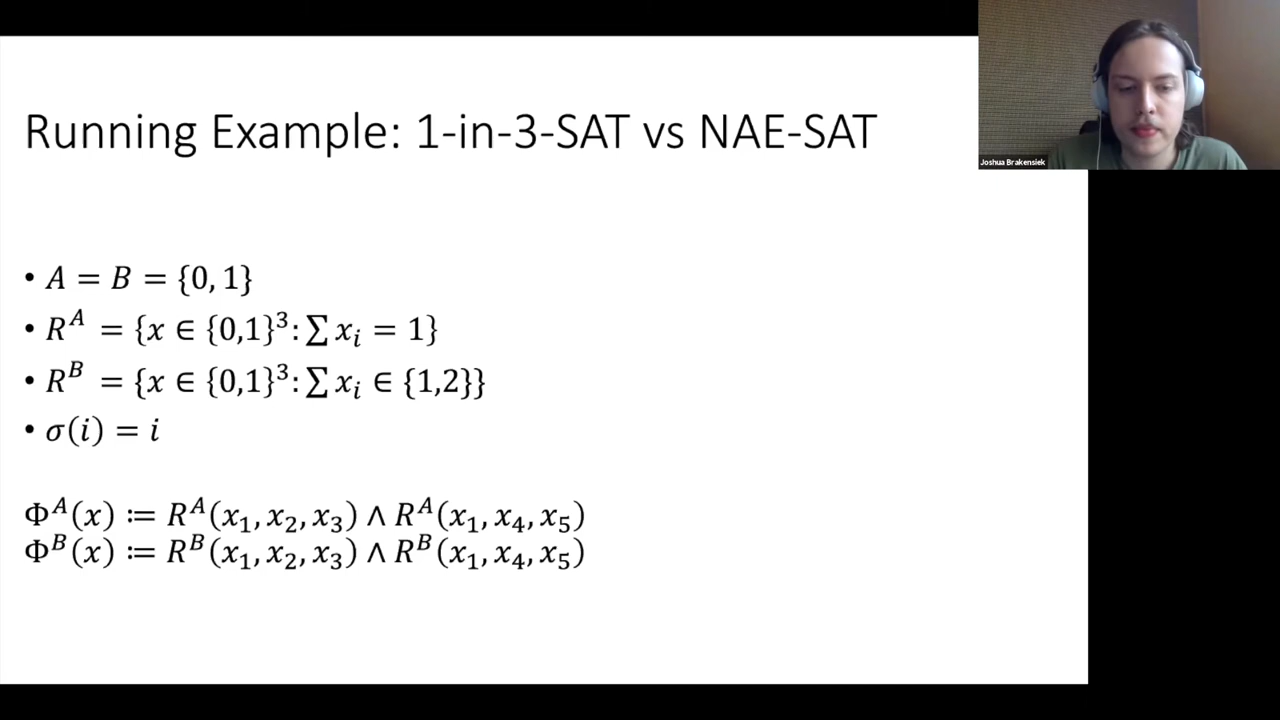 Running Example: 1-in-3-SAT vs NAE-SAT
Joshua Brakensiek
• A = B = {0, 1}
• R^A = {x ∈ {0,1}^3: ∑ x_i = 1}
• R^B = {x ∈ {0,1}^3: ∑ x_i ∈ {1,2}}
• σ(i) = i
Φ^A(x) ≔ R^A(x_1, x_2, x_3) ∧ R^A(x_1, x_4, x_5)
Φ^B(x) ≔ R^B(x_1, x_2, x_3) ∧ R^B(x_1, x_4, x_5)